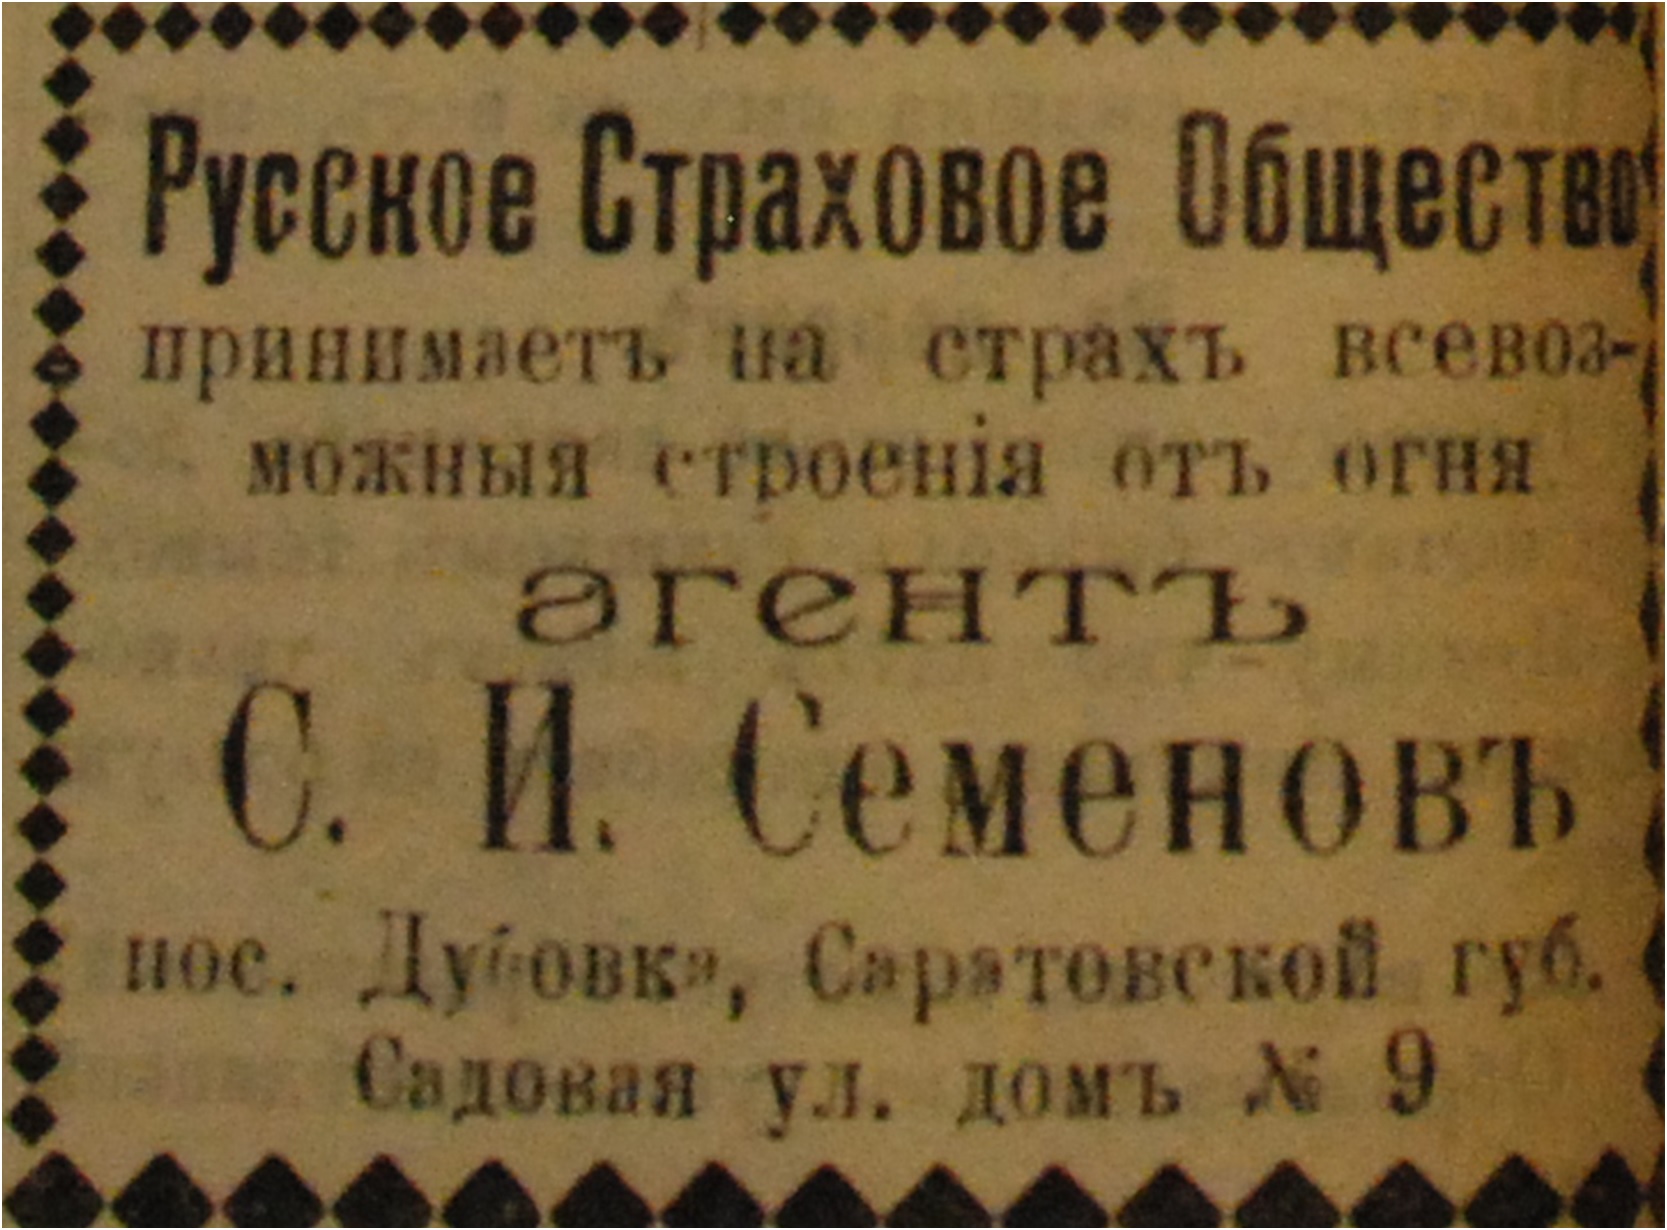 Русское Страховое Общество
принимаетъ на страхъ всевоз-
можныя строенія отъ огня
агентъ
С. И. Семеновъ
пос. Дубовка, Саратовской губ.
Садовая ул. домъ № 9